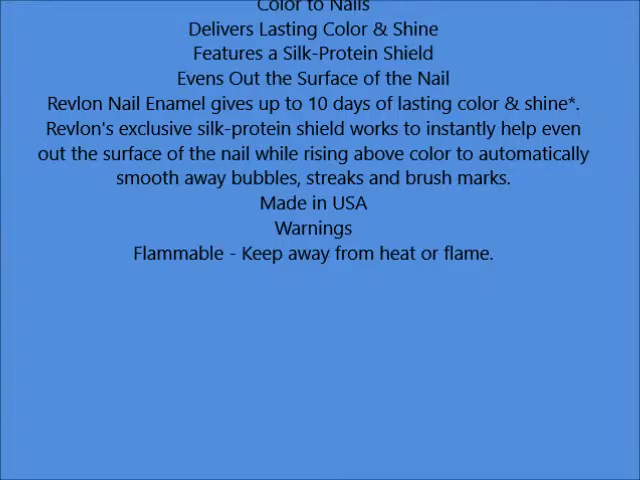 Color to Nails
Delivers Lasting Color & Shine
Features a Silk-Protein Shield
Evens Out the Surface of the Nail
Revlon Nail Enamel gives up to 10 days of lasting color & shine*.
Revlon's exclusive silk-protein shield works to instantly help even
out the surface of the nail while rising above color to automatically
smooth away bubbles, streaks and brush marks.
Made in USA
Warnings
Flammable - Keep away from heat or flame.